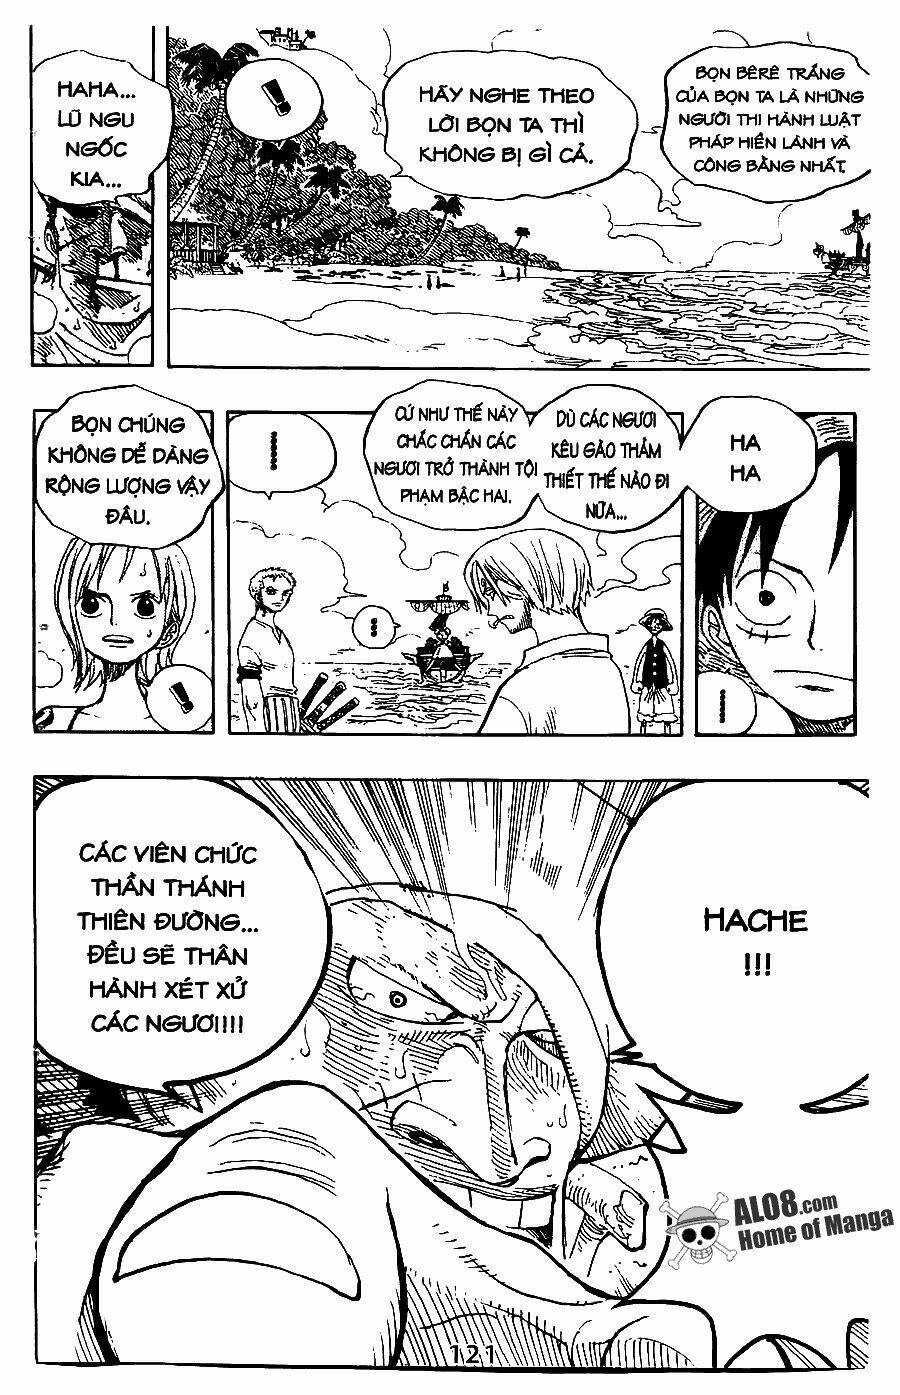 BỌN BÊRÊ TRẮNG
CỦA BỌN TA LÀ NHỮNG
NGƯỜI THI HÀNH LUẬT
PHÁP HIỀN LÀNH VÀ
CÔNG BẰNG NHẤT.
HÃY NGHE THEO
LỜI BỌN TA THÌ
KHÔNG BỊ GÌ CẢ.
!
HAHA...
LŨ NGU
NGỐC
KIA...
HA
HA
DÙ CÁC NGƯƠI
KÊU GÀO THẢM
THIẾT THẾ NÀO ĐI
NỮA...
CỨ NHƯ THẾ NÀY
CHẮC CHẮN CÁC
NGƯƠI TRỞ THÀNH TỘI
PHẠM BẬC HAI.
BỌN CHÚNG
KHÔNG DỄ DÀNG
RỘNG LƯỢNG VẬY
ĐÂU.
!
HACHE
!!!
CÁC VIÊN CHỨC
THẦN THÁNH
THIÊN ĐƯỜNG...
ĐỀU SẼ THÂN
HÀNH XÉT XỬ
CÁC NGƯƠI!!!!
ALO8.com
Home of Manga
121